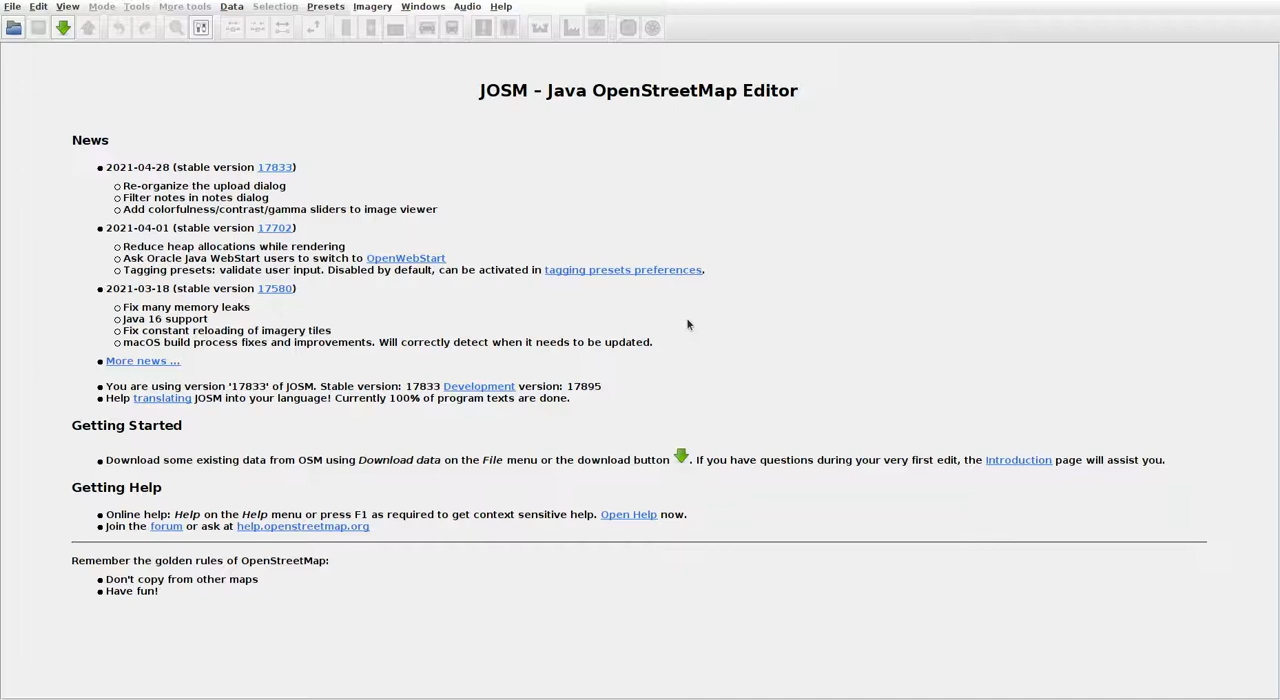 File Edit View Mode Tools More tools Data Selection Presets Imagery Windows Audio Help
JOSM – Java OpenStreetMap Editor
News
2021-04-28 (stable version 17833)
Re-organize the upload dialog
Filter notes in notes dialog
Add colorfulness/contrast/gamma sliders to image viewer
2021-04-01 (stable version 17702)
Reduce heap allocations while rendering
Ask Oracle Java WebStart users to switch to OpenWebStart
Tagging presets: validate user input. Disabled by default, can be activated in tagging presets preferences.
2021-03-18 (stable version 17580)
Fix many memory leaks
Java 16 support
Fix constant reloading of imagery tiles
macOS build process fixes and improvements. Will correctly detect when it needs to be updated.
More news ...
You are using version '17833' of JOSM. Stable version: 17833 Development version: 17895
Help translating JOSM into your language! Currently 100% of program texts are done.
Getting Started
Download some existing data from OSM using Download data on the File menu or the download button . If you have questions during your very first edit, the Introduction page will assist you.
Getting Help
Online help: Help on the Help menu or press F1 as required to get context sensitive help. Open Help now.
Join the forum or ask at help.openstreetmap.org
Remember the golden rules of OpenStreetMap:
Don't copy from other maps
Have fun!